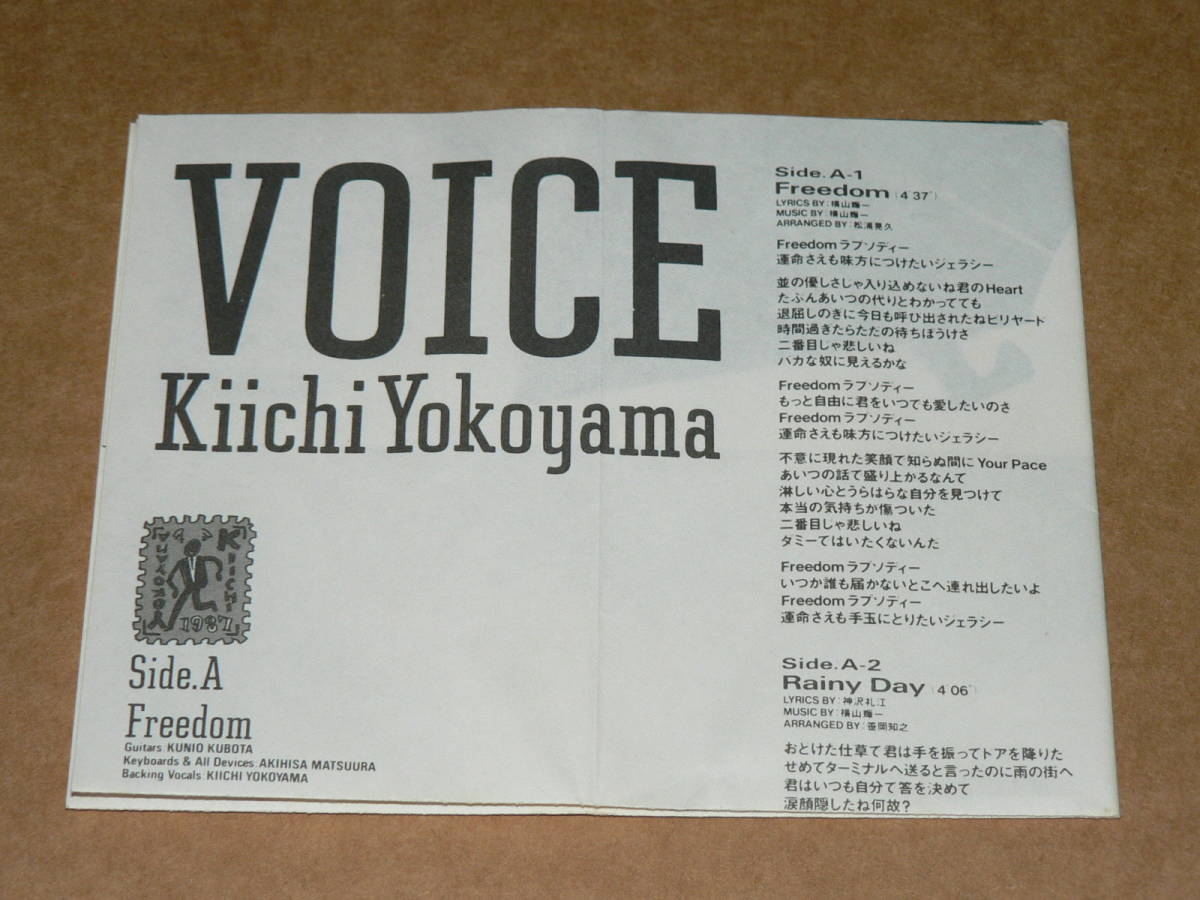 VOICE
Kiichi Yokoyama
YOKOYAMA
KIICHI
1987
Side.A
Freedom
Guitars: KUNIO KUBOTA
Keyboards & All Devices: AKIHISA MATSUURA
Backing Vocals: KIICHI YOKOYAMA
Side. A-1
Freedom (4'37")
LYRICS BY: 横山輝一
MUSIC BY: 横山輝一
ARRANGED BY: 松浦晃久
Freedomラプソディー
運命さえも味方につけたいジェラシー
並の優しさじゃ入り込めないね君のHeart
たぶんあいつの代りとわかってても
退屈しのぎに今日も呼び出されたねビリヤード
時間過ぎたらただの待ちぼうけさ
二番目じゃ悲しいね
バカな奴に見えるかな
Freedomラプソディー
もっと自由に君をいつでも愛したいのさ
Freedomラプソディー
運命さえも味方につけたいジェラシー
不意に現れた笑顔で知らぬ間にYour Pace
あいつの話で盛り上がるなんて
淋しい心とうらはらな自分を見つけて
本当の気持ちが傷ついた
二番目じゃ悲しいね
ダミーではいたくないんだ
Freedomラプソディー
いつか誰も届かないとこへ連れ出したいよ
Freedomラプソディー
運命さえも手玉にとりたいジェラシー
Side. A-2
Rainy Day (4'06")
LYRICS BY: 神沢礼江
MUSIC BY: 横山輝一
ARRANGED BY: 笹岡知之
おどけた仕草で君は手を振ってドアを降りた
せめてターミナルへ送ると言ったのに雨の街へ
君はいつも自分で答を決めて
涙顔隠したね何故?